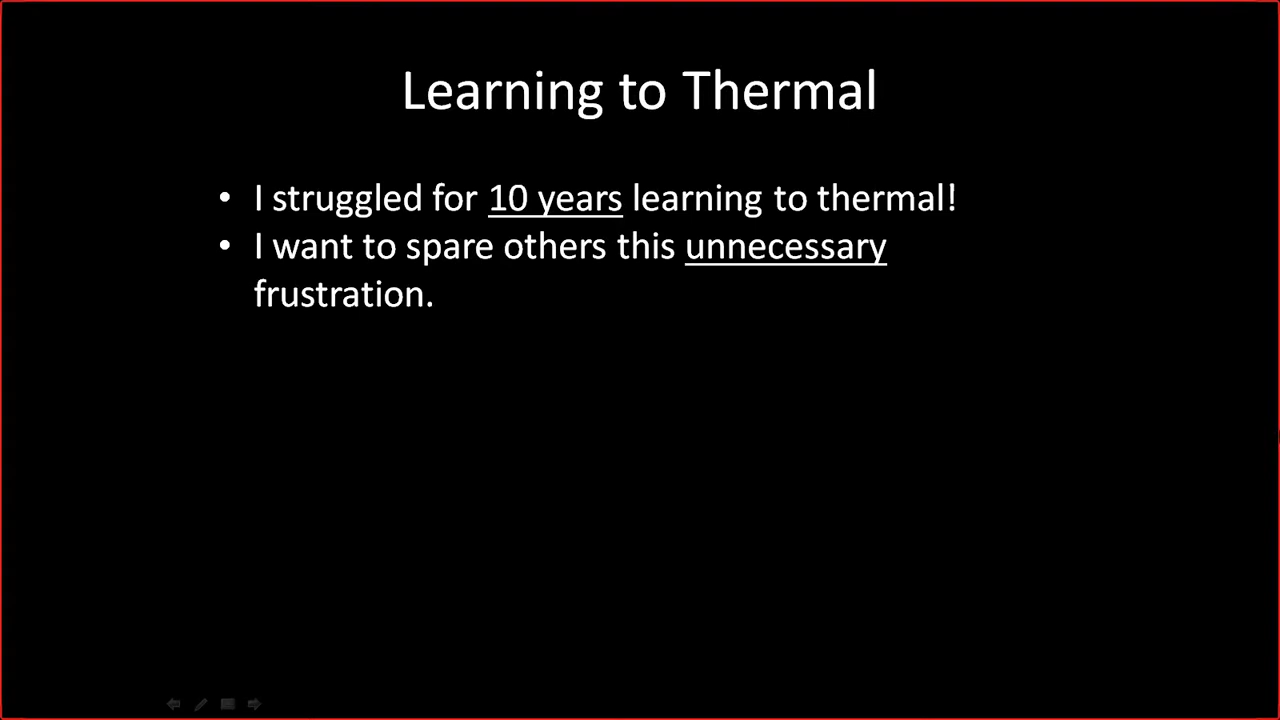 Learning to Thermal
• I struggled for 10 years learning to thermal!
• I want to spare others this unnecessary
frustration.